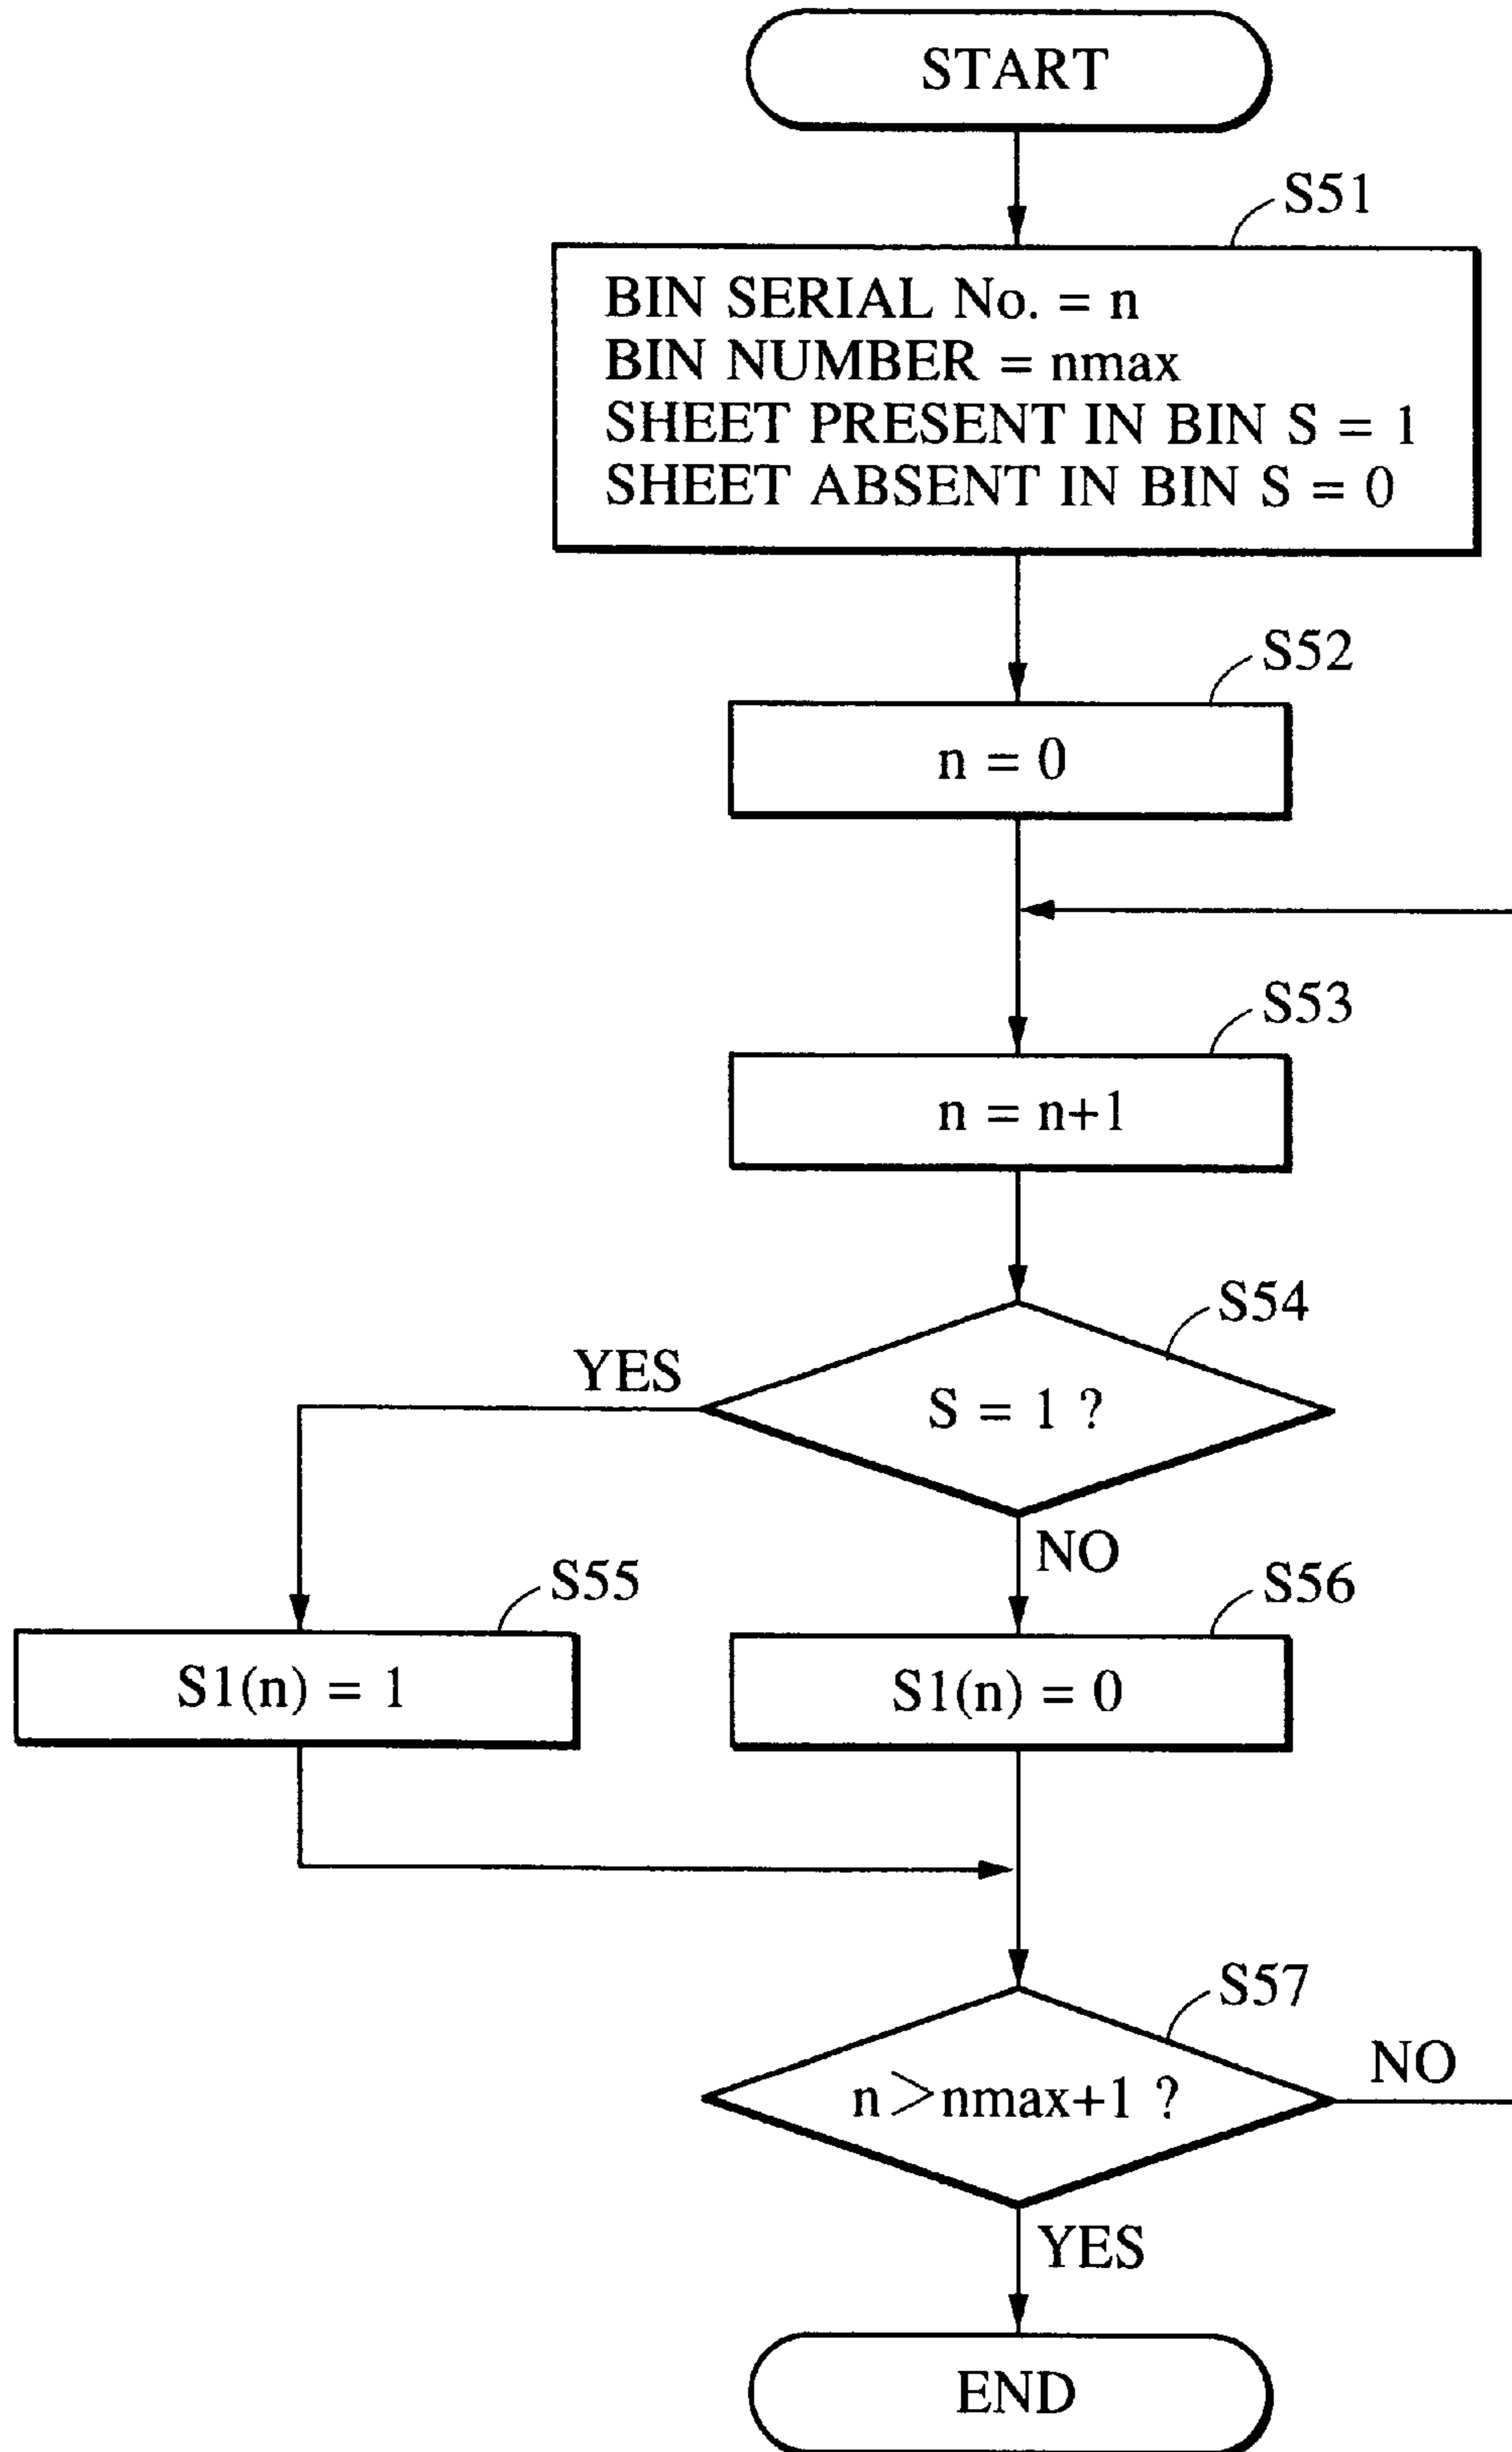 START
S51
BIN SERIAL No. = n
BIN NUMBER = nmax
SHEET PRESENT IN BIN S = 1
SHEET ABSENT IN BIN S = 0
S52
n = 0
S53
n = n+1
S54
YES
S = 1 ?
NO
S55
S56
S1(n) = 1
S1(n) = 0
S57
n>nmax+1 ?
NO
YES
END